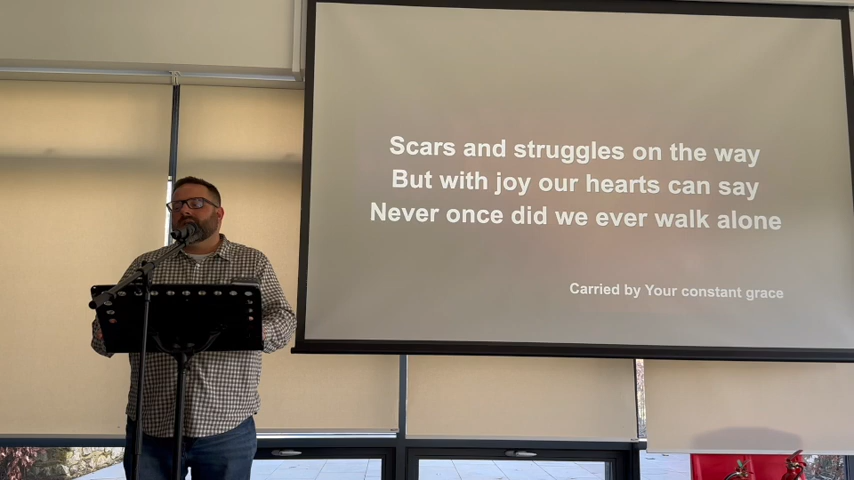 Scars and struggles on the way
But with joy our hearts can say
Never once did we ever walk alone
Carried by Your constant grace